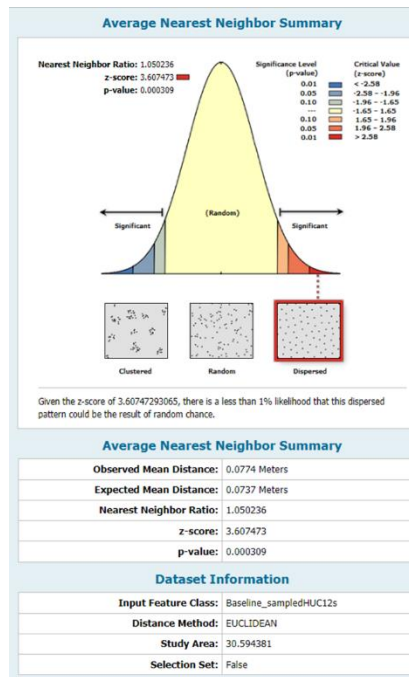 Average Nearest Neighbor Summary
Nearest Neighbor Ratio: 1.050236
z-score: 3.607473
p-value: 0.000309
Significance Level
(p-value)
Critical Value
(z-score)
0.01 < -2.58
0.05 -2.58 – -1.96
0.10 -1.96 – -1.65
--- -1.65 – 1.65
0.10 1.65 – 1.96
0.05 1.96 – 2.58
0.01 > 2.58
Significant
(Random)
Significant
Clustered
Random
Dispersed
Given the z-score of 3.60747293065, there is a less than 1% likelihood that this dispersed
pattern could be the result of random chance.
Average Nearest Neighbor Summary
Observed Mean Distance: 0.0774 Meters
Expected Mean Distance: 0.0737 Meters
Nearest Neighbor Ratio: 1.050236
z-score: 3.607473
p-value: 0.000309
Dataset Information
Input Feature Class: Baseline_sampledHUC12s
Distance Method: EUCLIDEAN
Study Area: 30.594381
Selection Set: False